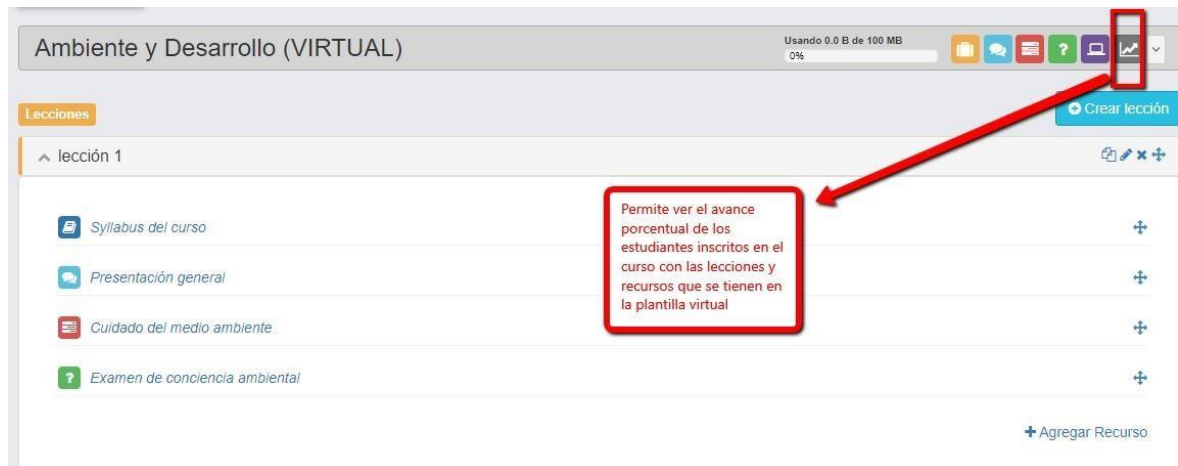 Ambiente y Desarrollo (VIRTUAL)
Usando 0.0 B de 100 MB
0%
Lecciones
Crear lección
lección 1
Syllabus del curso
Presentación general
Cuidado del medio ambiente
Examen de conciencia ambiental
Permite ver el avance
porcentual de los
estudiantes inscritos en el
curso con las lecciones y
recursos que se tienen en
la plantilla virtual
Agregar Recurso